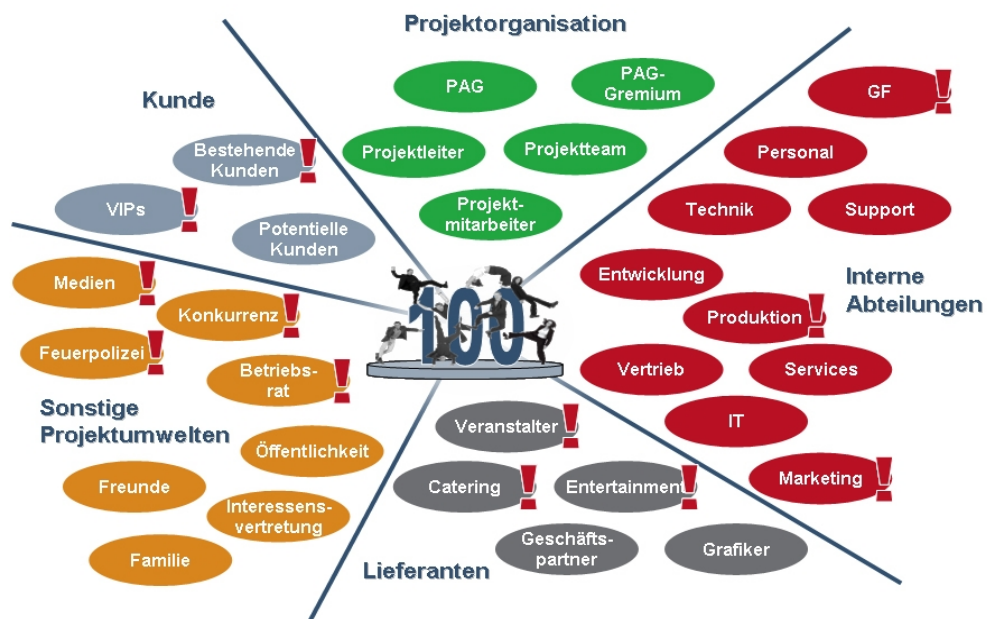 Projektorganisation
PAG
PAG-
Gremium
Projektleiter
Projektteam
Projekt-
mitarbeiter
Kunde
Bestehende
Kunden
!
VIPs
!
Potentielle
Kunden
GF
!
Personal
Technik
Support
Entwicklung
Interne
Abteilungen
Produktion
!
Vertrieb
Services
IT
Marketing
!
100
Medien
!
Konkurrenz
!
Feuerpolizei
!
Betriebs-
rat
!
Sonstige
Projektumwelten
Öffentlichkeit
Freunde
Interessens-
vertretung
Familie
Veranstalter
!
Catering
!
Entertainment
!
Geschäfts-
partner
Grafiker
Lieferanten